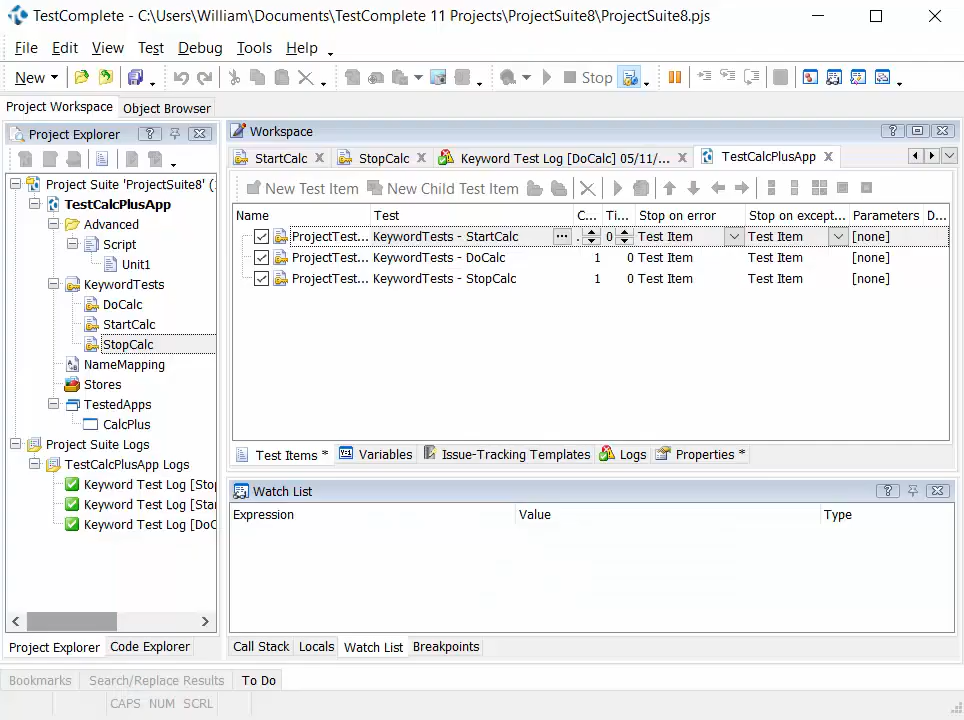 TestComplete - C:\Users\William\Documents\TestComplete 11 Projects\ProjectSuite8\ProjectSuite8.pjs
File Edit View Test Debug Tools Help
New Stop
Project Workspace Object Browser
Project Explorer
Project Suite 'ProjectSuite8' (
TestCalcPlusApp
Advanced
Script
Unit1
KeywordTests
DoCalc
StartCalc
StopCalc
NameMapping
Stores
TestedApps
CalcPlus
Project Suite Logs
TestCalcPlusApp Logs
Keyword Test Log [Stop
Keyword Test Log [Star
Keyword Test Log [DoC
Project Explorer Code Explorer
Workspace
StartCalc StopCalc Keyword Test Log [DoCalc] 05/11/... TestCalcPlusApp
New Test Item New Child Test Item
Name Test C... Ti... Stop on error Stop on except... Parameters D...
ProjectTest... KeywordTests - StartCalc ... . 0 Test Item Test Item [none]
ProjectTest... KeywordTests - DoCalc 1 0 Test Item Test Item [none]
ProjectTest... KeywordTests - StopCalc 1 0 Test Item Test Item [none]
Test Items * Variables Issue-Tracking Templates Logs Properties *
Watch List
Expression Value Type
Call Stack Locals Watch List Breakpoints
Bookmarks Search/Replace Results To Do
CAPS NUM SCRL